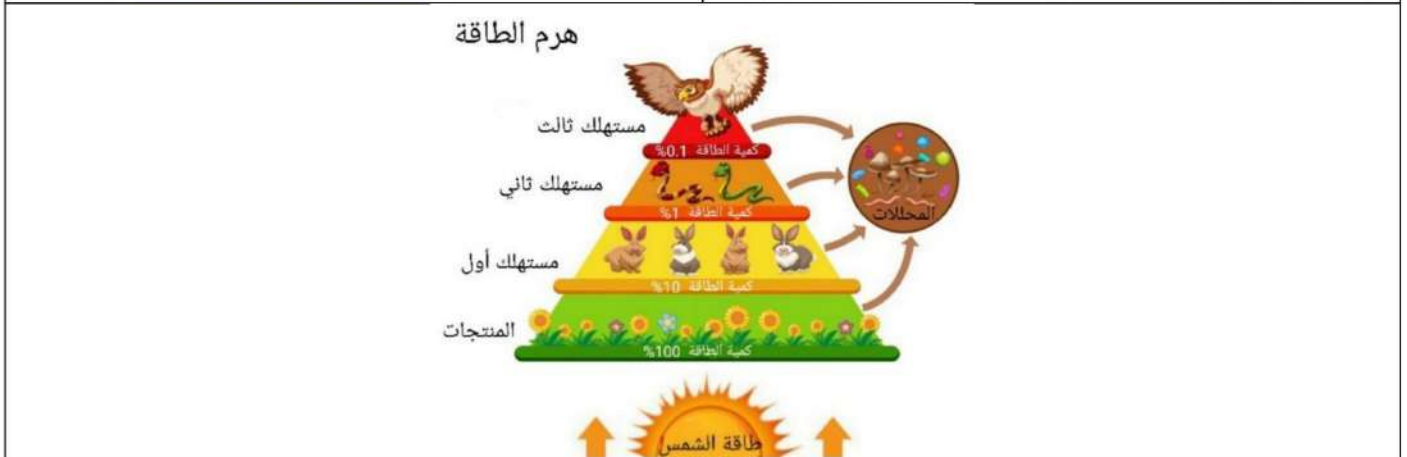 هرم الطاقة
مستهلك ثالث
كمية الطاقة 0.1%
مستهلك ثاني
كمية الطاقة 1%
المحللات
مستهلك أول
كمية الطاقة 10%
المنتجات
كمية الطاقة 100%
طاقة الشمس